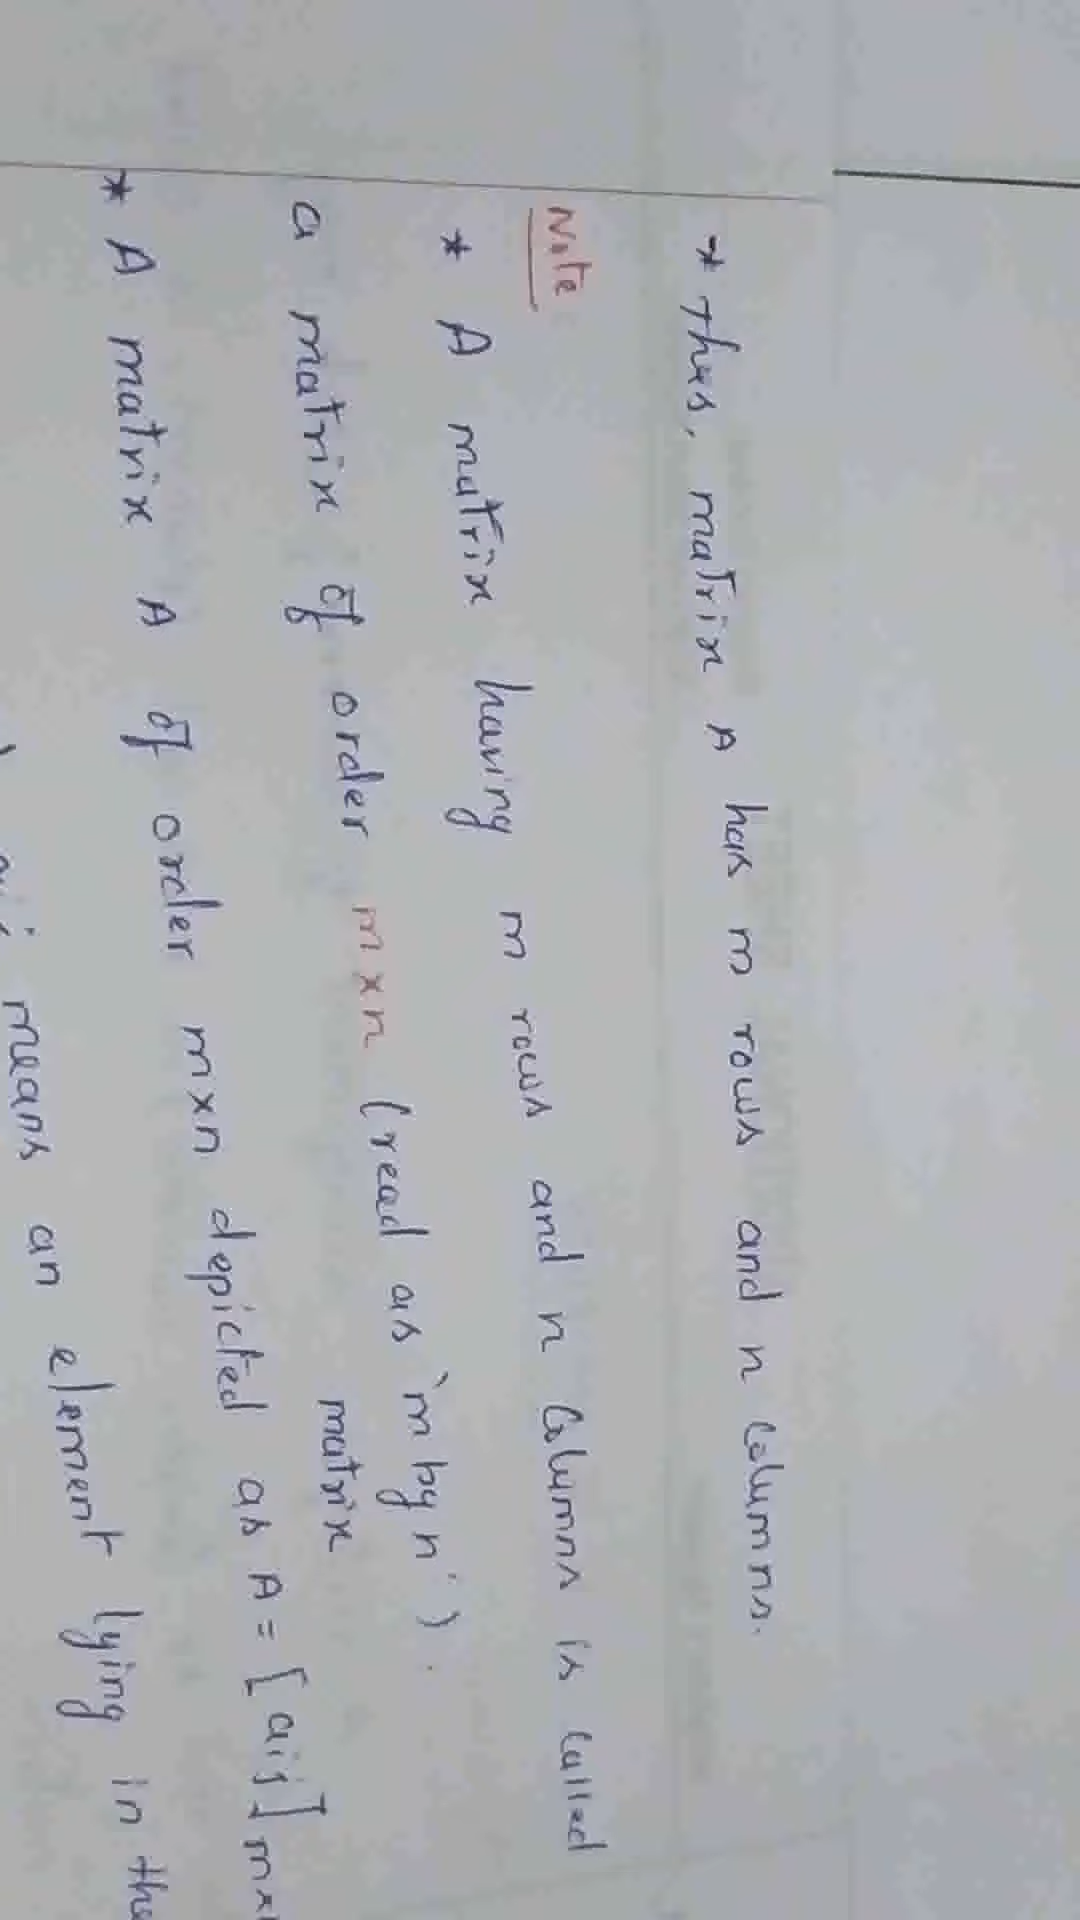 * Thus, matrix A has m rows and n columns.
Note
* A matrix having m rows and n columns is called
a matrix of order m×n (read as 'm by n').
matrix
* A matrix A of order m×n depicted as A = [aij] m×
means an element lying in the